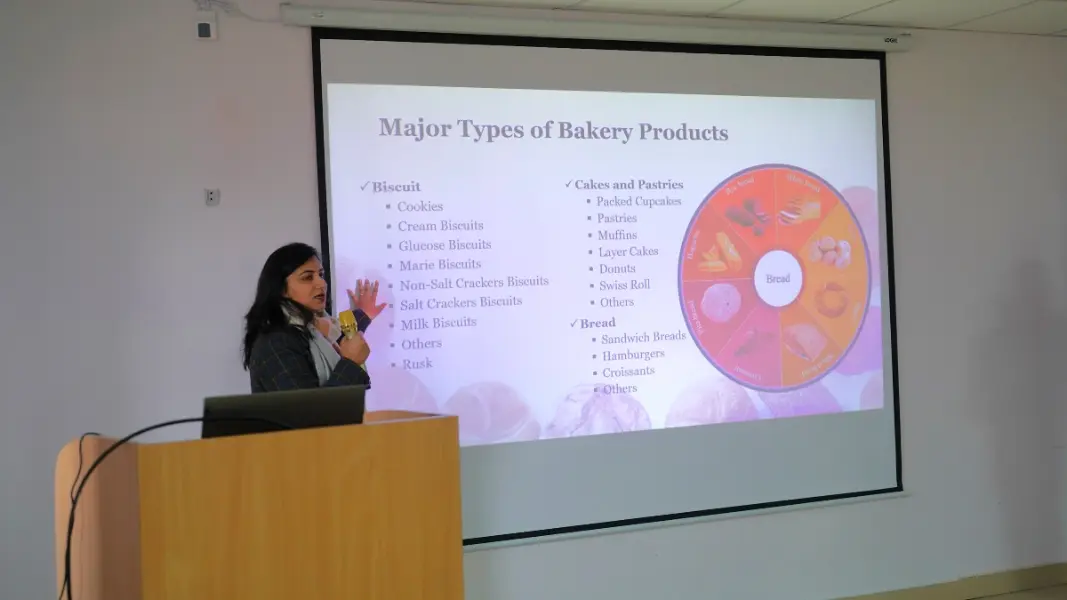 Major Types of Bakery Products
✓Biscuit
▪ Cookies
▪ Cream Biscuits
▪ Glucose Biscuits
▪ Marie Biscuits
▪ Non-Salt Crackers Biscuits
▪ Salt Crackers Biscuits
▪ Milk Biscuits
▪ Others
▪ Rusk
✓Cakes and Pastries
▪ Packed Cupcakes
▪ Pastries
▪ Muffins
▪ Layer Cakes
▪ Donuts
▪ Swiss Roll
▪ Others
✓Bread
▪ Sandwich Breads
▪ Hamburgers
▪ Croissants
▪ Others
Bread